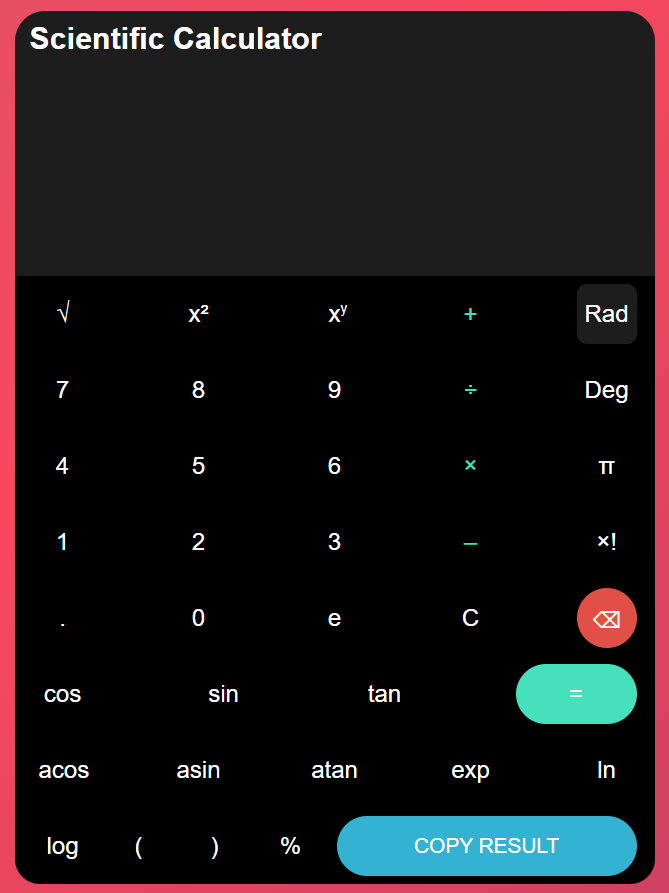 Scientific Calculator
√ x² xʸ + Rad
7 8 9 ÷ Deg
4 5 6 × π
1 2 3 – ×!
. 0 e C ⌫
cos sin tan =
acos asin atan exp ln
log ( ) % COPY RESULT